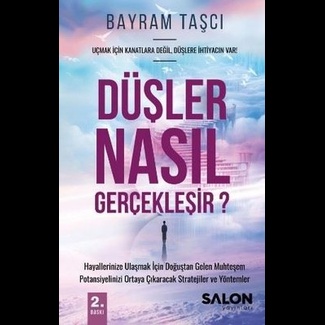 BAYRAM TAŞCI
UÇMAK İÇİN KANATLARA DEĞİL, DÜŞLERE İHTİYACIN VAR!
DÜŞLER
NASIL
GERÇEKLEŞİR ?
Hayallerinize Ulaşmak İçin Doğuştan Gelen Muhteşem
Potansiyelinizi Ortaya Çıkaracak Stratejiler ve Yöntemler
2.
BASKI
SALON
yayınları